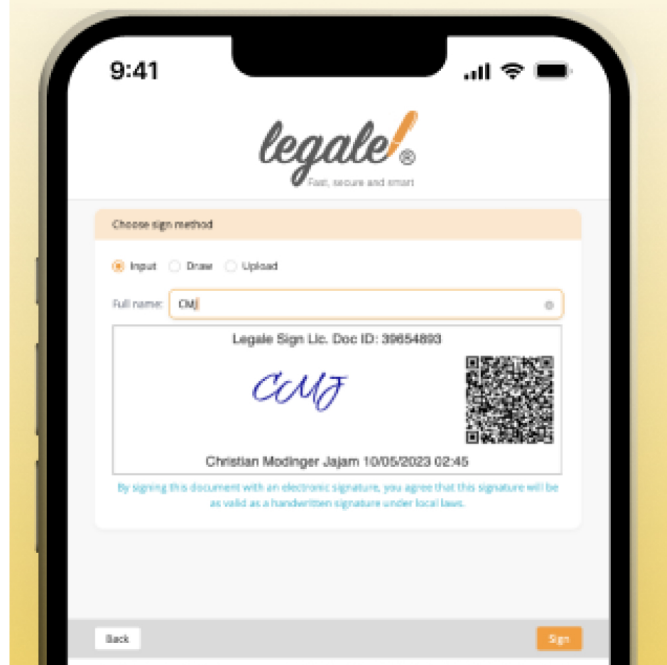 9:41
legale!®
Fast, secure and smart
Choose sign method
Input Draw Upload
Full name: CMJ
Legale Sign Lic. Doc ID: 39654893
CMJ
Christian Modinger Jajam 10/05/2023 02:45
By signing this document with an electronic signature, you agree that this signature will be
as valid as a handwritten signature under local laws.
Back Sign